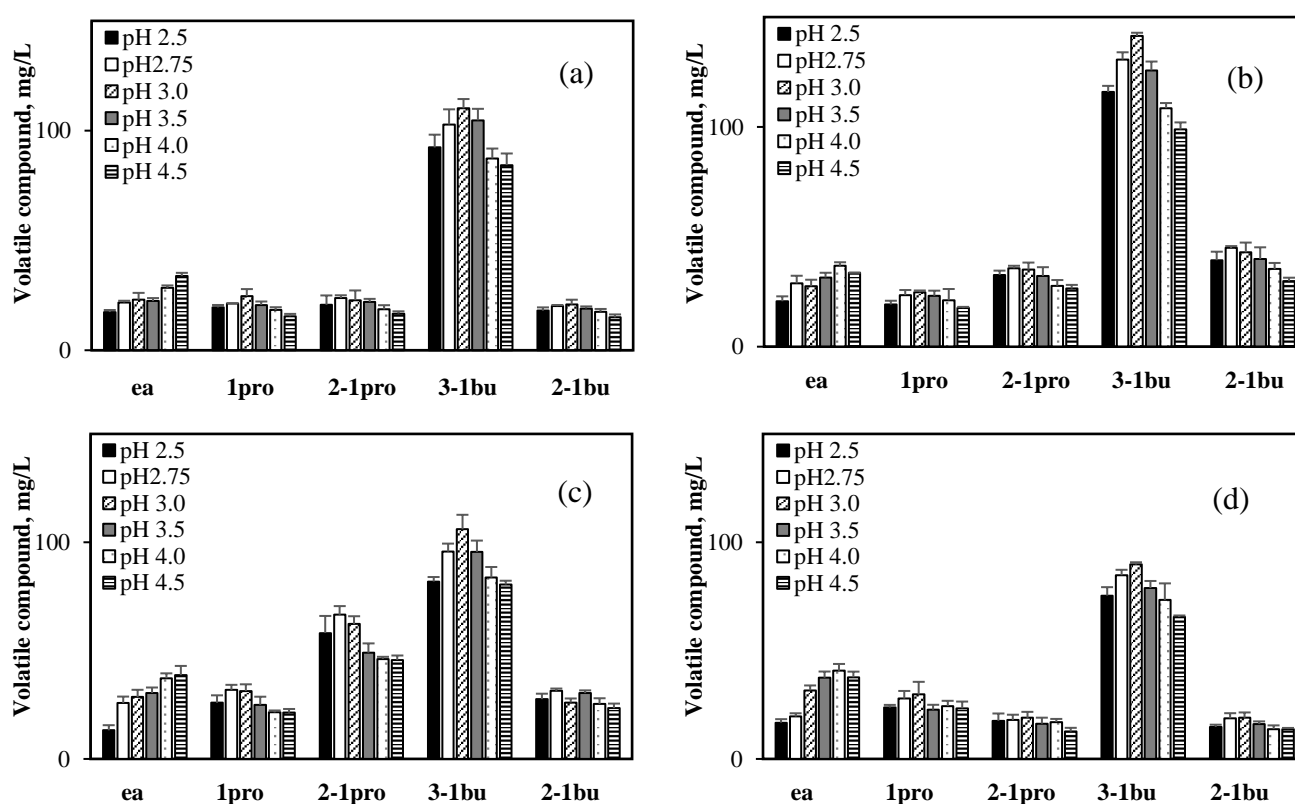 Volatile compound, mg/L
100
0
pH 2.5
pH2.75
pH 3.0
pH 3.5
pH 4.0
pH 4.5
(a)
ea 1pro 2-1pro 3-1bu 2-1bu
Volatile compound, mg/L
100
0
pH 2.5
pH2.75
pH 3.0
pH 3.5
pH 4.0
pH 4.5
(b)
ea 1pro 2-1pro 3-1bu 2-1bu
Volatile compound, mg/L
100
0
pH 2.5
pH2.75
pH 3.0
pH 3.5
pH 4.0
pH 4.5
(c)
ea 1pro 2-1pro 3-1bu 2-1bu
Volatile compound, mg/L
100
0
pH 2.5
pH2.75
pH 3.0
pH 3.5
pH 4.0
pH 4.5
(d)
ea 1pro 2-1pro 3-1bu 2-1bu